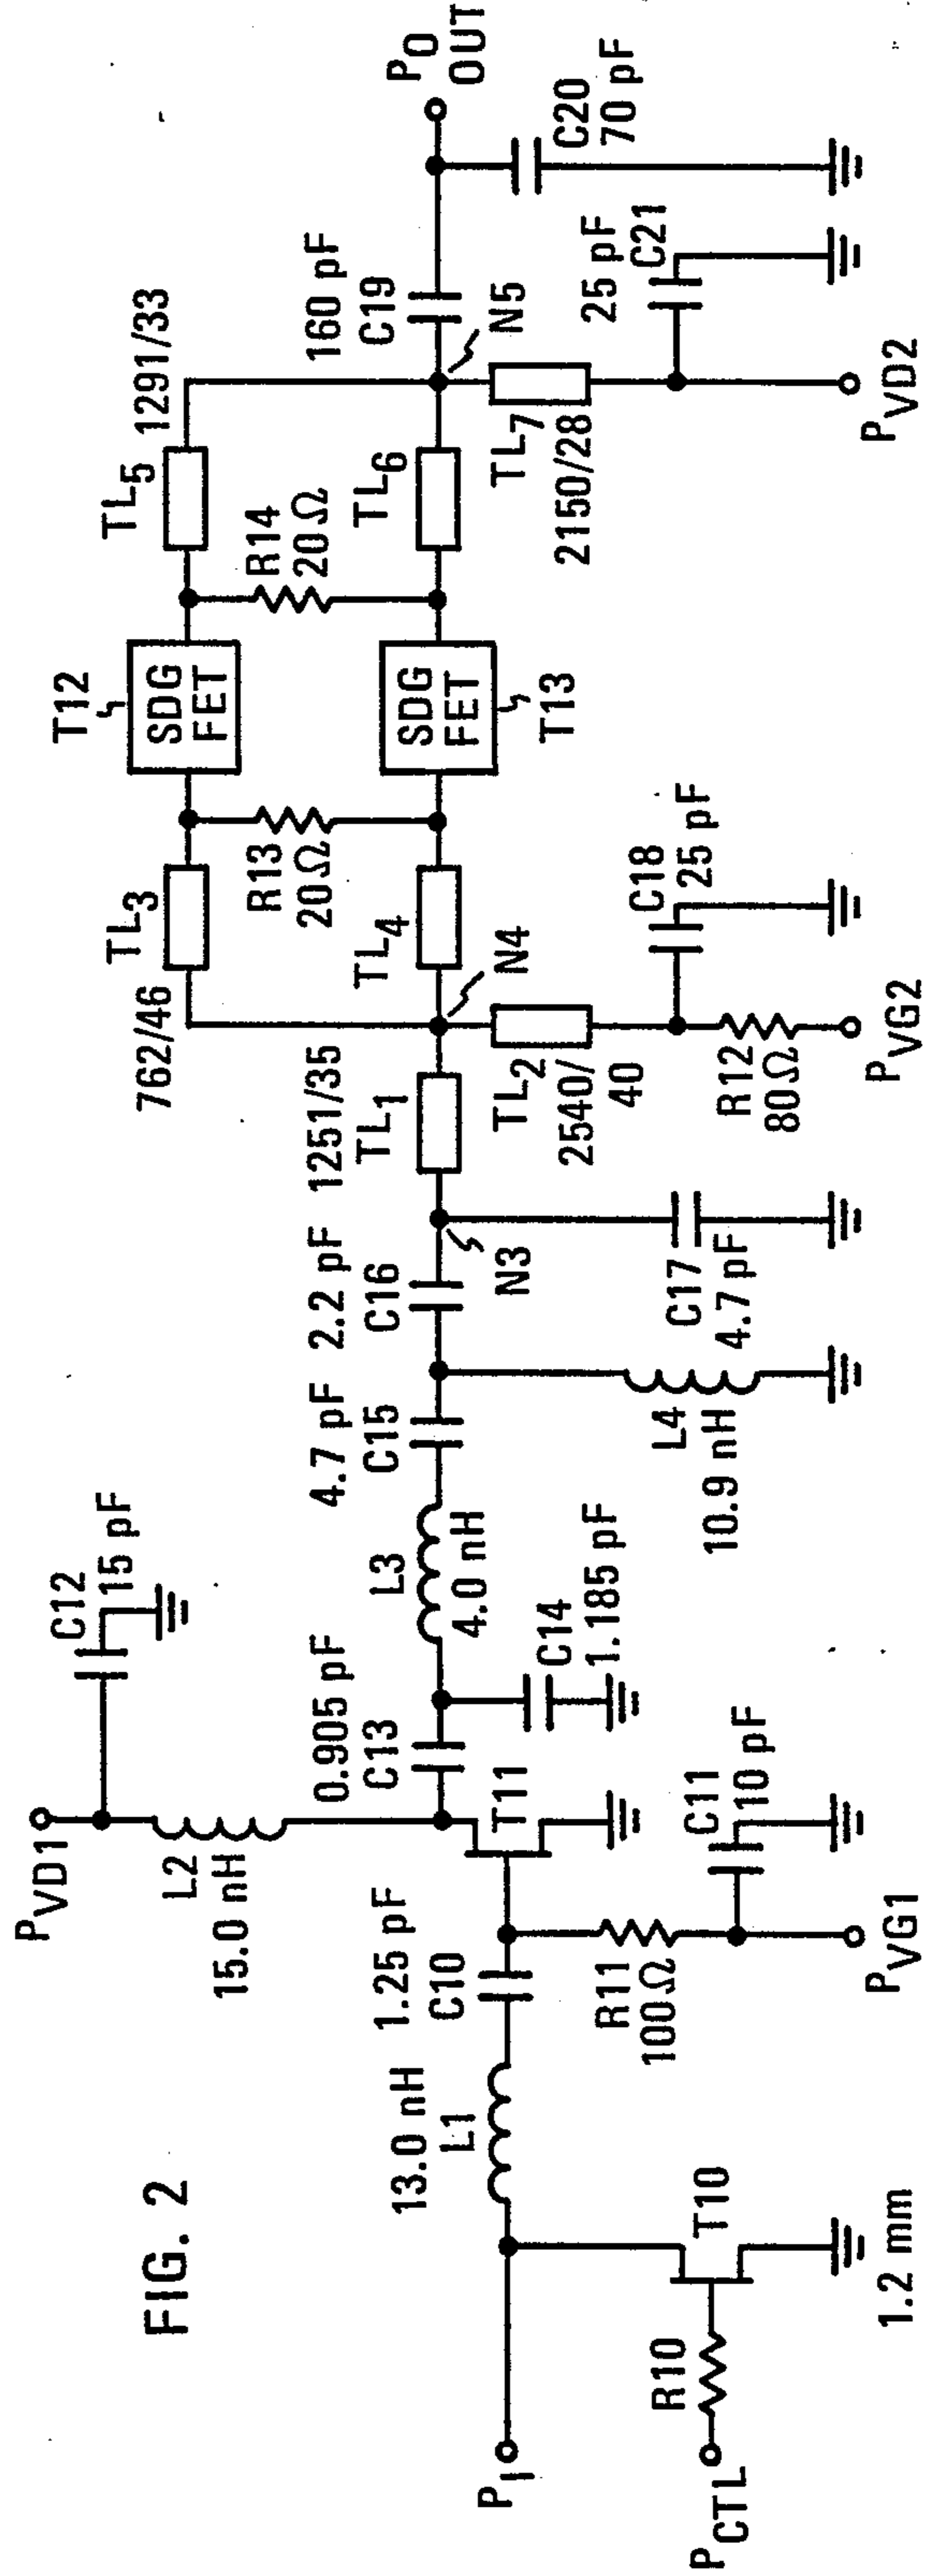 FIG. 2
P_I
P_CTL
R10
T10
1.2 mm
13.0 nH
L1
1.25 pF
C10
R11
100Ω
P_VG1
C11
10 pF
T11
P_VD1
L2
15.0 nH
C12
15 pF
0.905 pF
C13
C14
1.185 pF
L3
4.0 nH
4.7 pF
C15
L4
10.9 nH
2.2 pF
C16
N3
C17
4.7 pF
1251/35
TL1
N4
TL2
2540/
40
C18
25 pF
R12
80Ω
P_VG2
762/46
TL3
TL4
R13
20Ω
T12
SDG
FET
SDG
FET
T13
R14
20Ω
TL5
1291/33
TL6
N5
TL7
2150/28
25 pF
C21
P_VD2
160 pF
C19
C20
70 pF
P_O
OUT